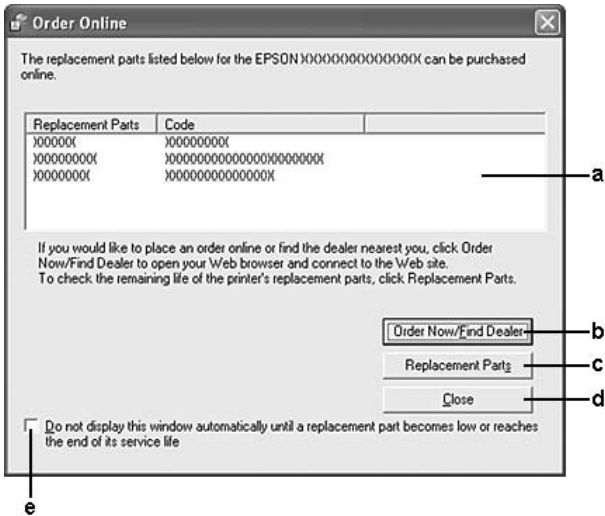 Order Online
The replacement parts listed below for the EPSON XXXXXXXXXXXXXXXX can be purchased
online.
Replacement Parts Code
XXXXXX XXXXXXXXX
XXXXXXXXX XXXXXXXXXXXXXXXXXXXXXX
XXXXXXXX XXXXXXXXXXXXXXX
a
If you would like to place an order online or find the dealer nearest you, click Order
Now/Find Dealer to open your Web browser and connect to the Web site.
To check the remaining life of the printer's replacement parts, click Replacement Parts.
Order Now/Find Dealer b
Replacement Parts c
Close d
Do not display this window automatically until a replacement part becomes low or reaches
the end of its service life
e